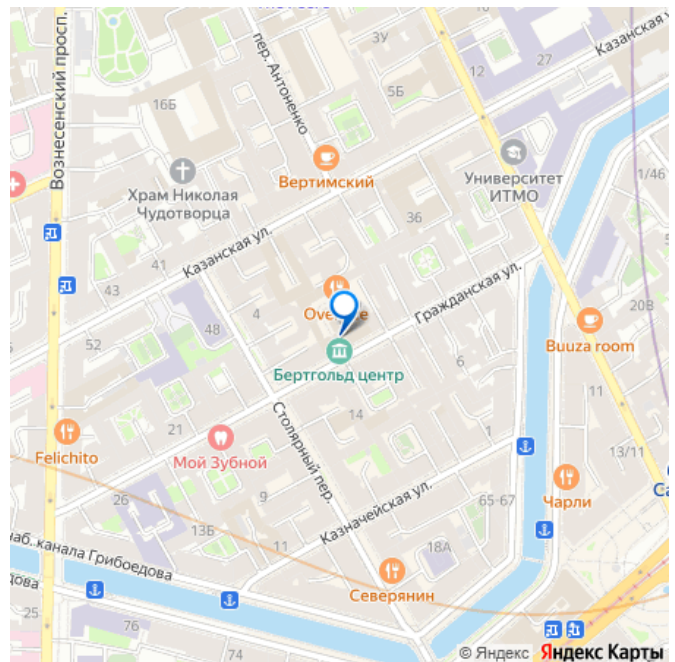 Казанская у
Вознесенский просп.
пер. Антоненко
3У
12
27
5Б
16Б
Вертимский
Университет
ИТМО
1/46
Храм Николая
Чудотворца
36
Казанская ул.
41
43
Гражданская ул.
4
48
20В
52
Buuza room
6
Бертгольд центр
11
14
Столярный пер.
21
Felichito
Мой Зубной
13/11
Чарли
26
9
65-67
Казначейская ул.
13Б
11
18А
наб. канала Грибоедова
Северянин
25
76
74
© Яндекс Яндекс Карты